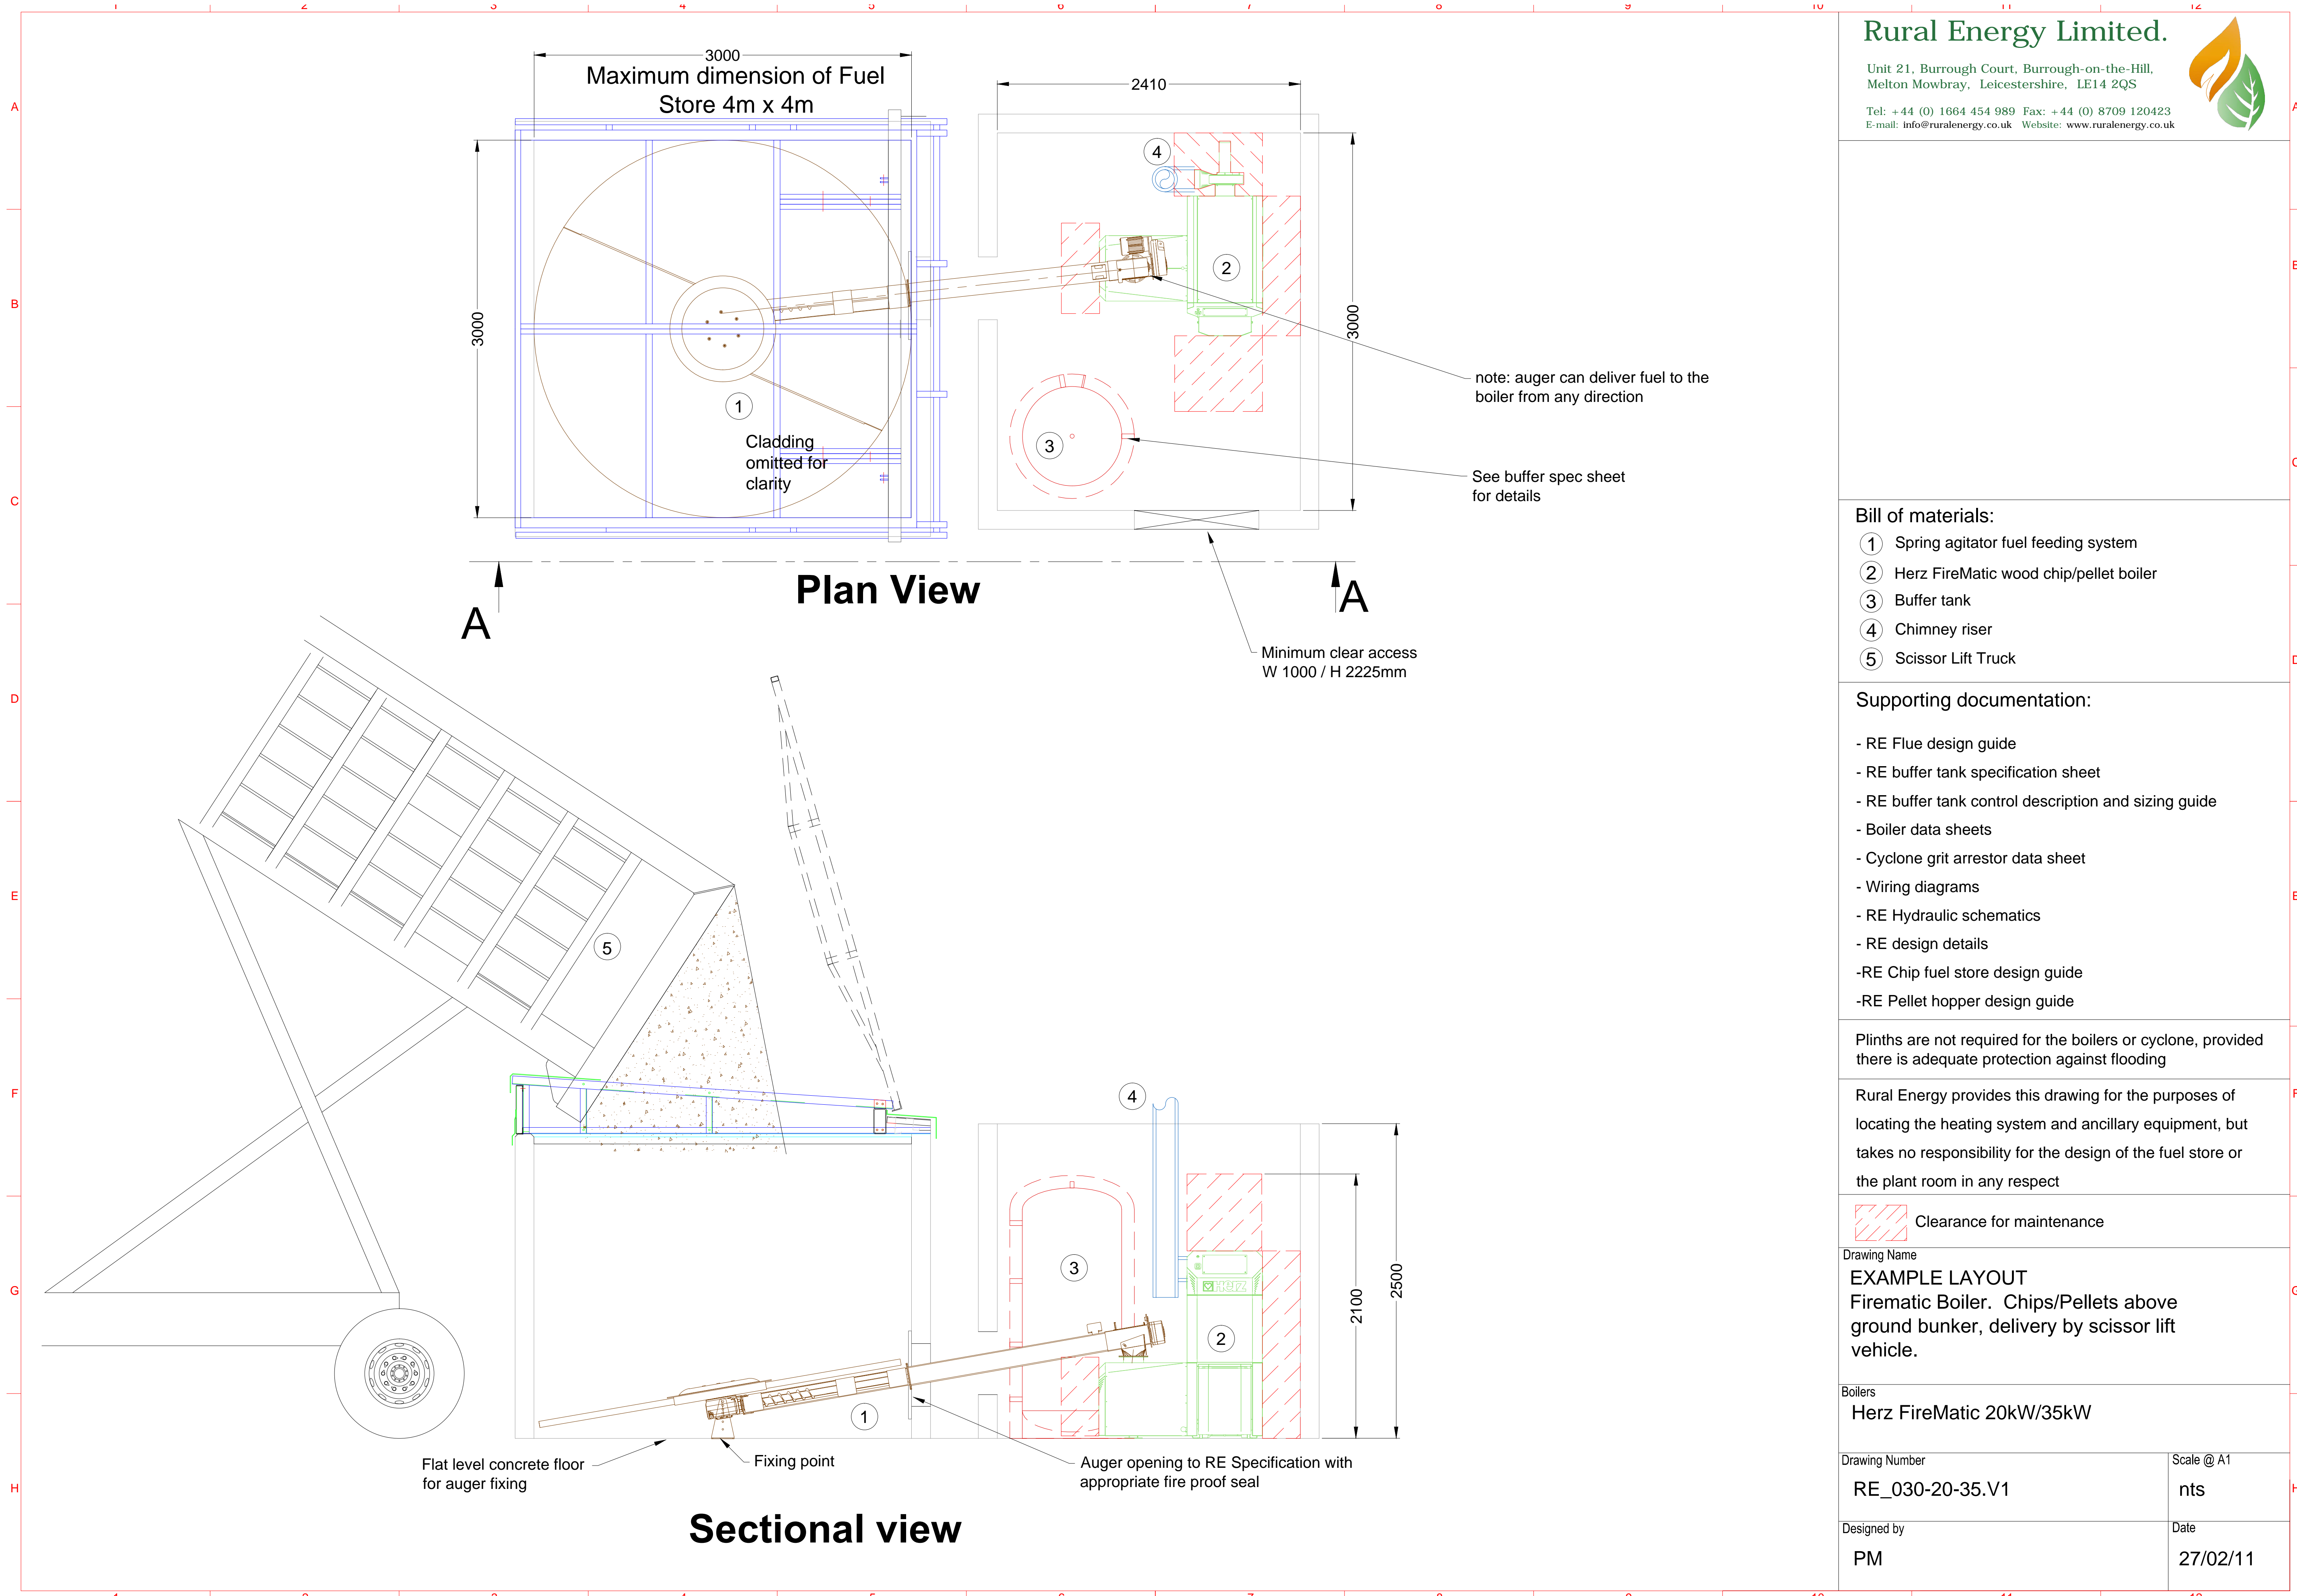 3000
Maximum dimension of Fuel
Store 4m x 4m
2410
4
2
3000
3000
1
3
Cladding
omitted for
clarity
note: auger can deliver fuel to the
boiler from any direction
See buffer spec sheet
for details
A
Plan View
A
Minimum clear access
W 1000 / H 2225mm
5
4
3
2
1
2100
2500
HERZ
Flat level concrete floor
for auger fixing
Fixing point
Auger opening to RE Specification with
appropriate fire proof seal
Sectional view
Rural Energy Limited.
Unit 21, Burrough Court, Burrough-on-the-Hill,
Melton Mowbray, Leicestershire, LE14 2QS
Tel: +44 (0) 1664 454 989 Fax: +44 (0) 8709 120423
E-mail: info@ruralenergy.co.uk Website: www.ruralenergy.co.uk
Bill of materials:
1 Spring agitator fuel feeding system
2 Herz FireMatic wood chip/pellet boiler
3 Buffer tank
4 Chimney riser
5 Scissor Lift Truck
Supporting documentation:
- RE Flue design guide
- RE buffer tank specification sheet
- RE buffer tank control description and sizing guide
- Boiler data sheets
- Cyclone grit arrestor data sheet
- Wiring diagrams
- RE Hydraulic schematics
- RE design details
-RE Chip fuel store design guide
-RE Pellet hopper design guide
Plinths are not required for the boilers or cyclone, provided
there is adequate protection against flooding
Rural Energy provides this drawing for the purposes of
locating the heating system and ancillary equipment, but
takes no responsibility for the design of the fuel store or
the plant room in any respect
Clearance for maintenance
Drawing Name
EXAMPLE LAYOUT
Firematic Boiler. Chips/Pellets above
ground bunker, delivery by scissor lift
vehicle.
Boilers
Herz FireMatic 20kW/35kW
Drawing Number
RE_030-20-35.V1
Scale @ A1
nts
Designed by
PM
Date
27/02/11
A
B
C
D
E
F
G
H